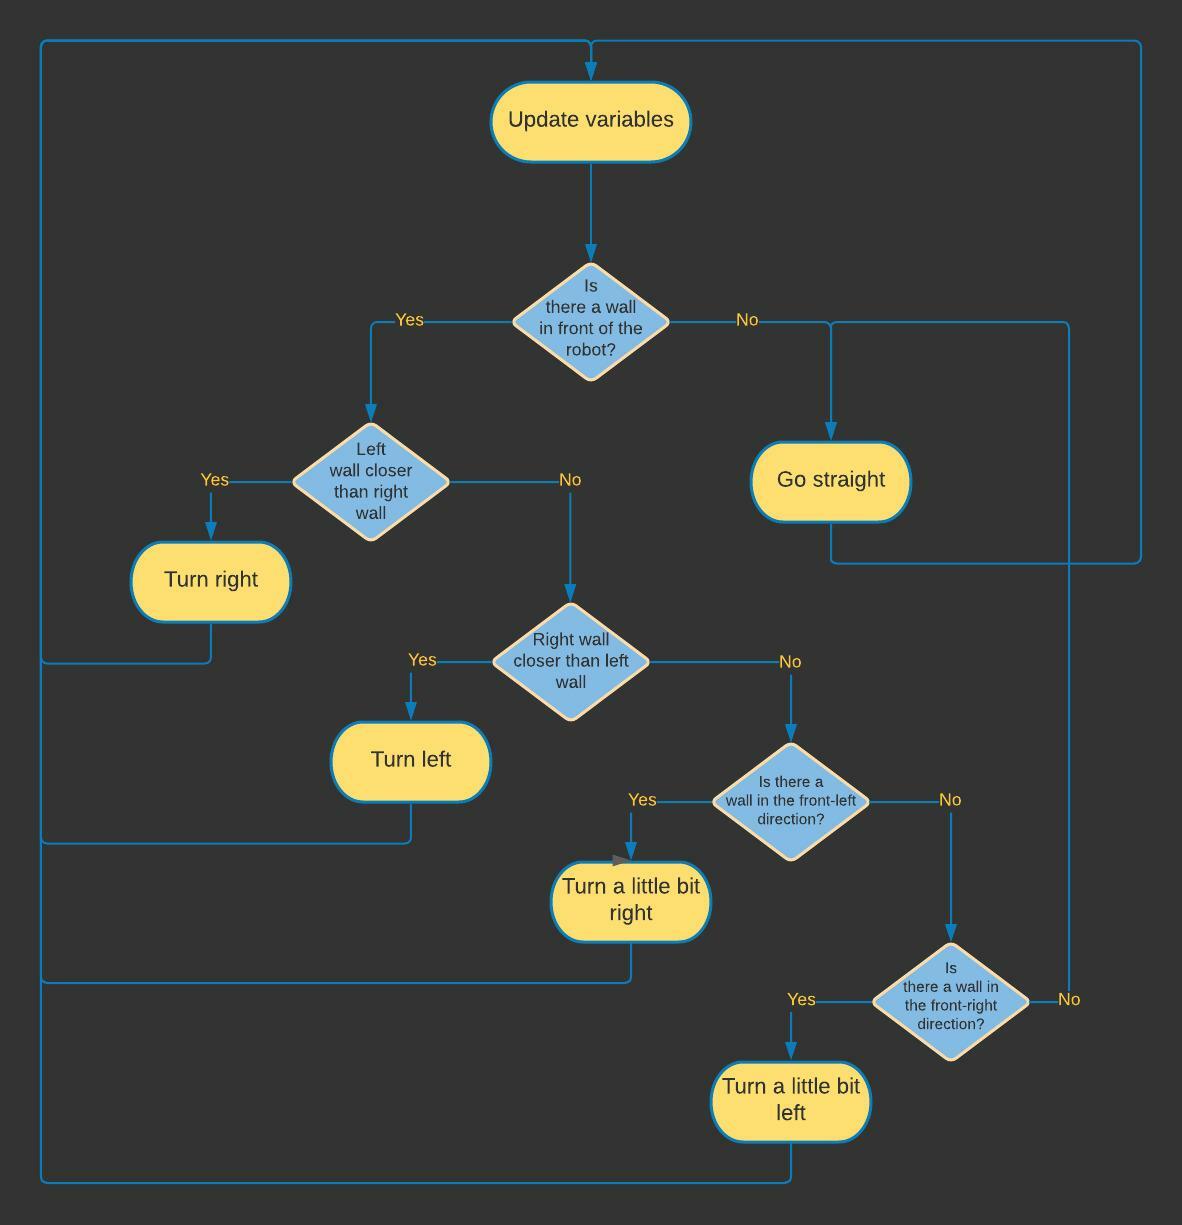 Update variables
Is
there a wall
in front of the
robot?
Yes
No
Left
wall closer
than right
wall
Yes
No
Go straight
Turn right
Right wall
closer than left
wall
Yes
No
Turn left
Is there a
wall in the front-left
direction?
Yes
No
Turn a little bit
right
Is
there a wall in
the front-right
direction?
Yes
No
Turn a little bit
left